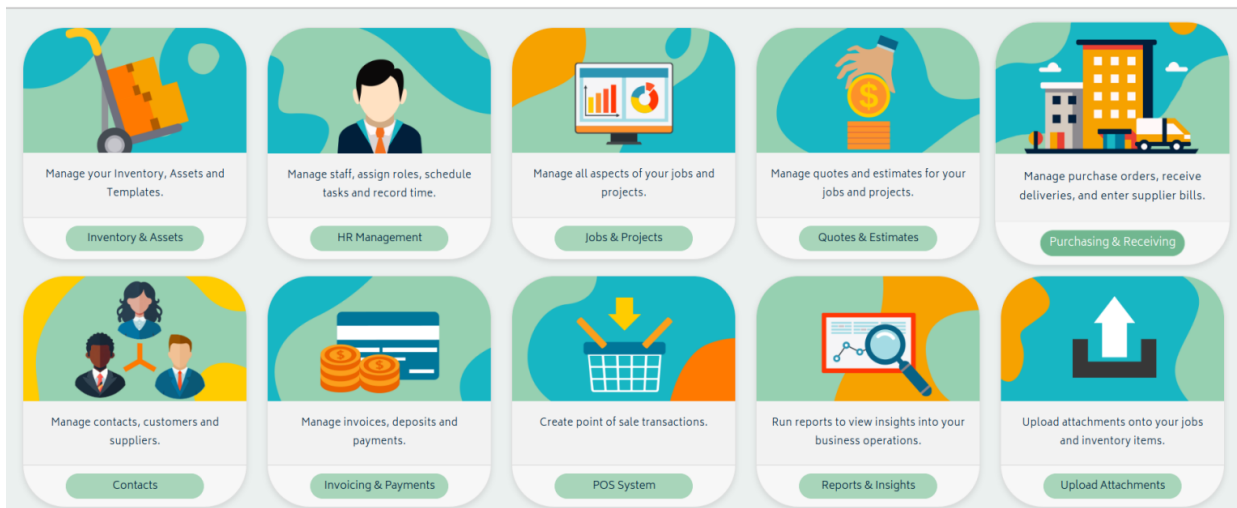 Manage your Inventory, Assets and
Templates.
Inventory & Assets
Manage staff, assign roles, schedule
tasks and record time.
HR Management
Manage all aspects of your jobs and
projects.
Jobs & Projects
Manage quotes and estimates for your
jobs and projects.
Quotes & Estimates
Manage purchase orders, receive
deliveries, and enter supplier bills.
Purchasing & Receiving
Manage contacts, customers and
suppliers.
Contacts
Manage invoices, deposits and
payments.
Invoicing & Payments
Create point of sale transactions.
POS System
Run reports to view insights into your
business operations.
Reports & Insights
Upload attachments onto your jobs
and inventory items.
Upload Attachments